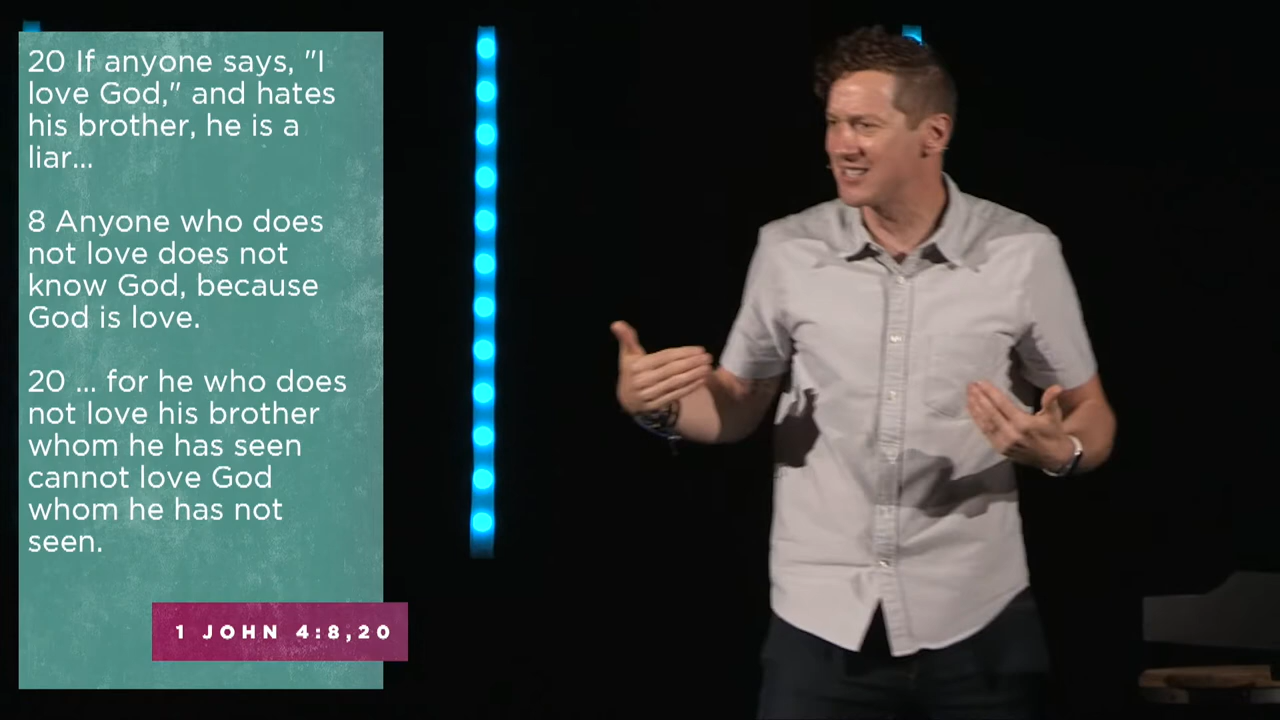 20 If anyone says, "I
love God," and hates
his brother, he is a
liar...
8 Anyone who does
not love does not
know God, because
God is love.
20 ... for he who does
not love his brother
whom he has seen
cannot love God
whom he has not
seen.
1 JOHN 4:8,20